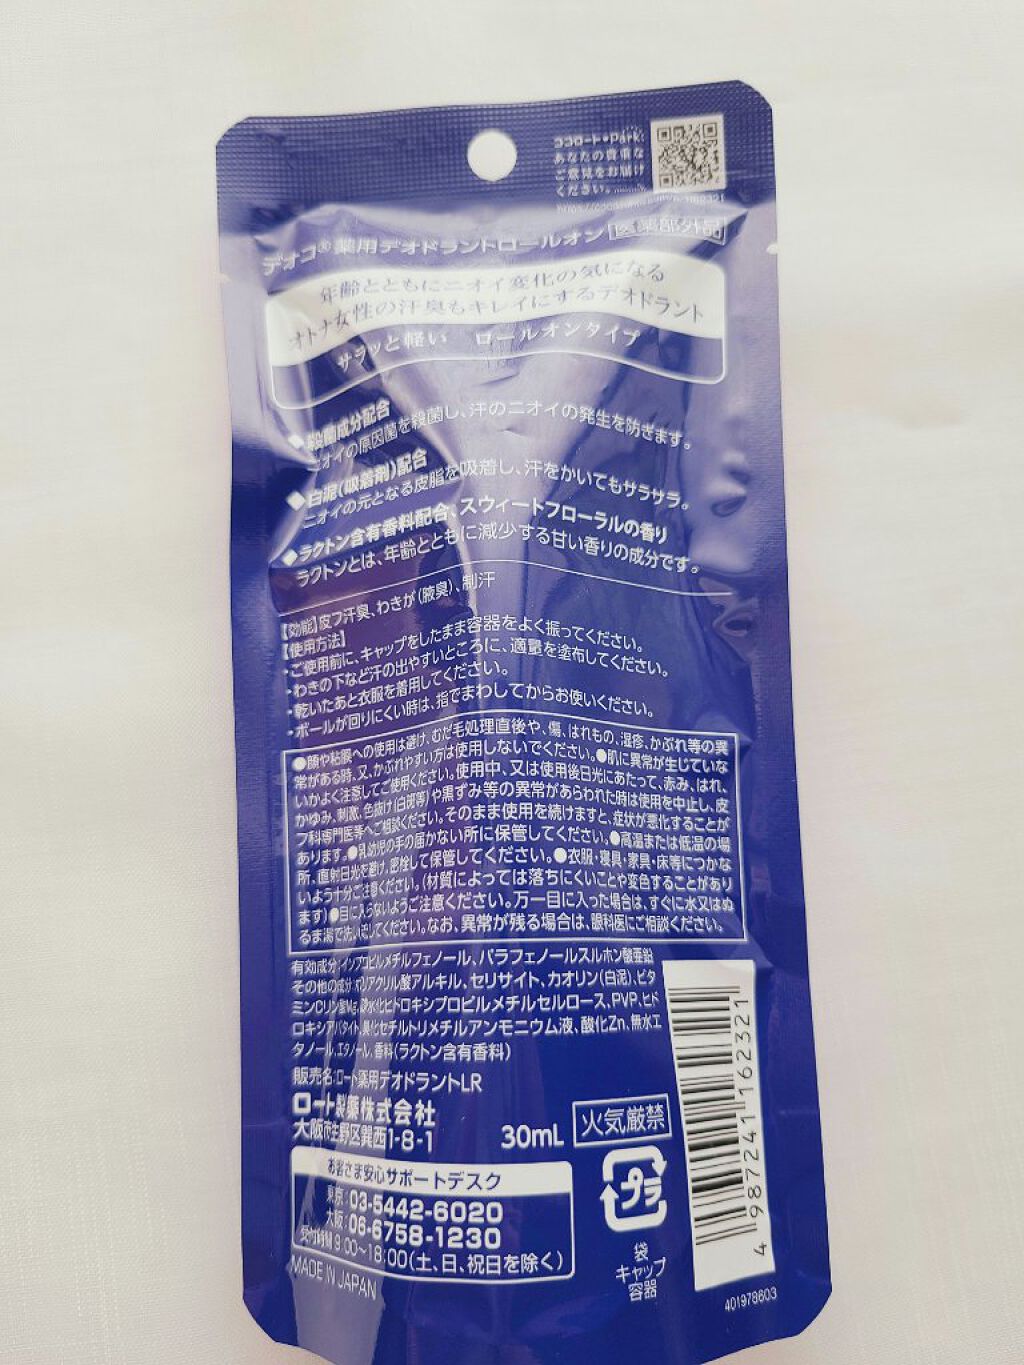 ココロート・Park
あなたの貴重な
ご意見をお届け
ください。
デオコ®薬用デオドラントロールオン 医薬部外品
年齢とともにニオイ変化の気になる
オトナ女性の汗臭もキレイにするデオドラント
サラッと軽い ロールオンタイプ
◆殺菌成分配合
ニオイの原因菌を殺菌し、汗のニオイの発生を防ぎます。
◆白泥(吸着剤)配合
ニオイの元となる皮脂を吸着し、汗をかいてもサラサラ。
◆ラクトン含有香料配合、スウィートフローラルの香り
ラクトンとは、年齢とともに減少する甘い香りの成分です。
【効能】皮フ汗臭、わきが(腋臭)、制汗
【使用方法】
・ご使用前に、キャップをしたまま容器をよく振ってください。
・わきの下など汗の出やすいところに、適量を塗布してください。
・乾いたあと衣服を着用してください。
・ボールが回りにくい時は、指でまわしてからお使いください。
●顔や粘膜への使用は避け、むだ毛処理直後や、傷、はれもの、湿疹、かぶれ等の異
常がある時、又、かぶれやすい方は使用しないでください。●肌に異常が生じていな
いかよく注意してご使用ください。使用中、又は使用後日光にあたって、赤み、はれ、
かゆみ、刺激、色抜け(白斑等)や黒ずみ等の異常があらわれた時は使用を中止し、皮
フ科専門医等へご相談ください。そのまま使用を続けますと、症状が悪化することが
あります。●乳幼児の手の届かない所に保管してください。●高温または低温の場
所、直射日光を避け、密栓して保管してください。●衣服・寝具・家具・床等につかな
いよう十分ご注意ください。(材質によっては落ちにくいことや変色することがあり
ます)●目に入らないようご注意ください。万一目に入った場合は、すぐに水又はぬ
るま湯で洗い流してください。なお、異常が残る場合は、眼科医にご相談ください。
有効成分:イソプロピルメチルフェノール、パラフェノールスルホン酸亜鉛
その他の成分:ポリアクリル酸アルキル、セリサイト、カオリン(白泥)、ビタ
ミンCリン酸Mg、疎水化ヒドロキシプロピルメチルセルロース、PVP、ヒド
ロキシアパタイト、臭化セチルトリメチルアンモニウム液、酸化Zn、無水エ
タノール、エタノール、香料(ラクトン含有香料)
販売名:ロート薬用デオドラントLR
ロート製薬株式会社
大阪市生野区巽西1-8-1
30mL
火気厳禁
お客さま安心サポートデスク
東京:03-5442-6020
大阪:06-6758-1230
受付時間 9:00~18:00(土、日、祝日を除く)
MADE IN JAPAN
プラ
袋
キャップ
容器
4 987241 162321
401978603